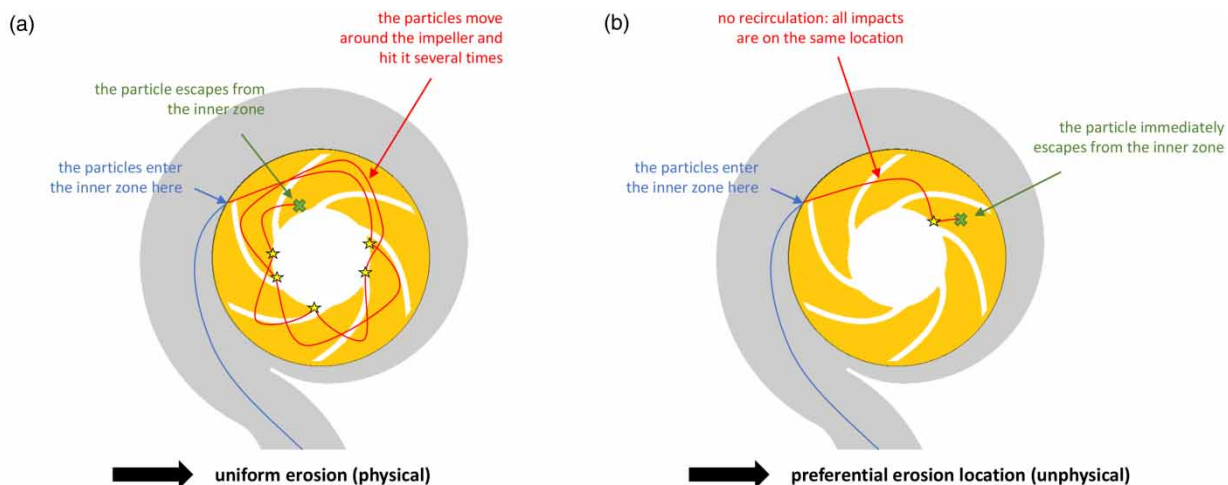 (a)
the particles move
around the impeller and
hit it several times
the particle escapes from
the inner zone
the particles enter
the inner zone here
uniform erosion (physical)
(b)
no recirculation: all impacts
are on the same location
the particle immediately
escapes from the inner zone
the particles enter
the inner zone here
preferential erosion location (unphysical)